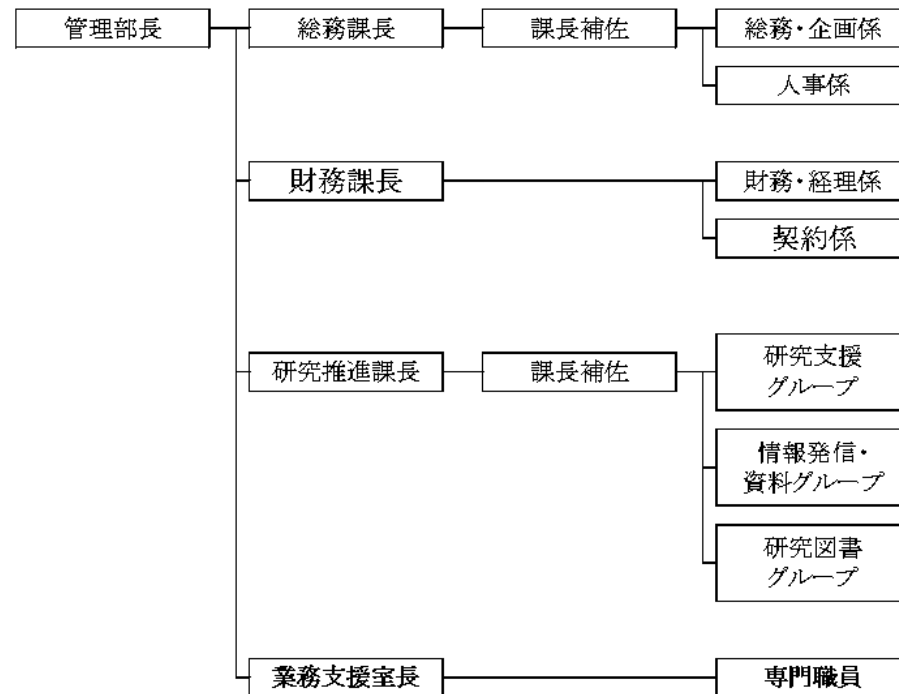 管理部長
総務課長
課長補佐
総務・企画係
人事係
財務課長
財務・経理係
契約係
研究推進課長
課長補佐
研究支援
グループ
情報発信・
資料グループ
研究図書
グループ
業務支援室長
専門職員